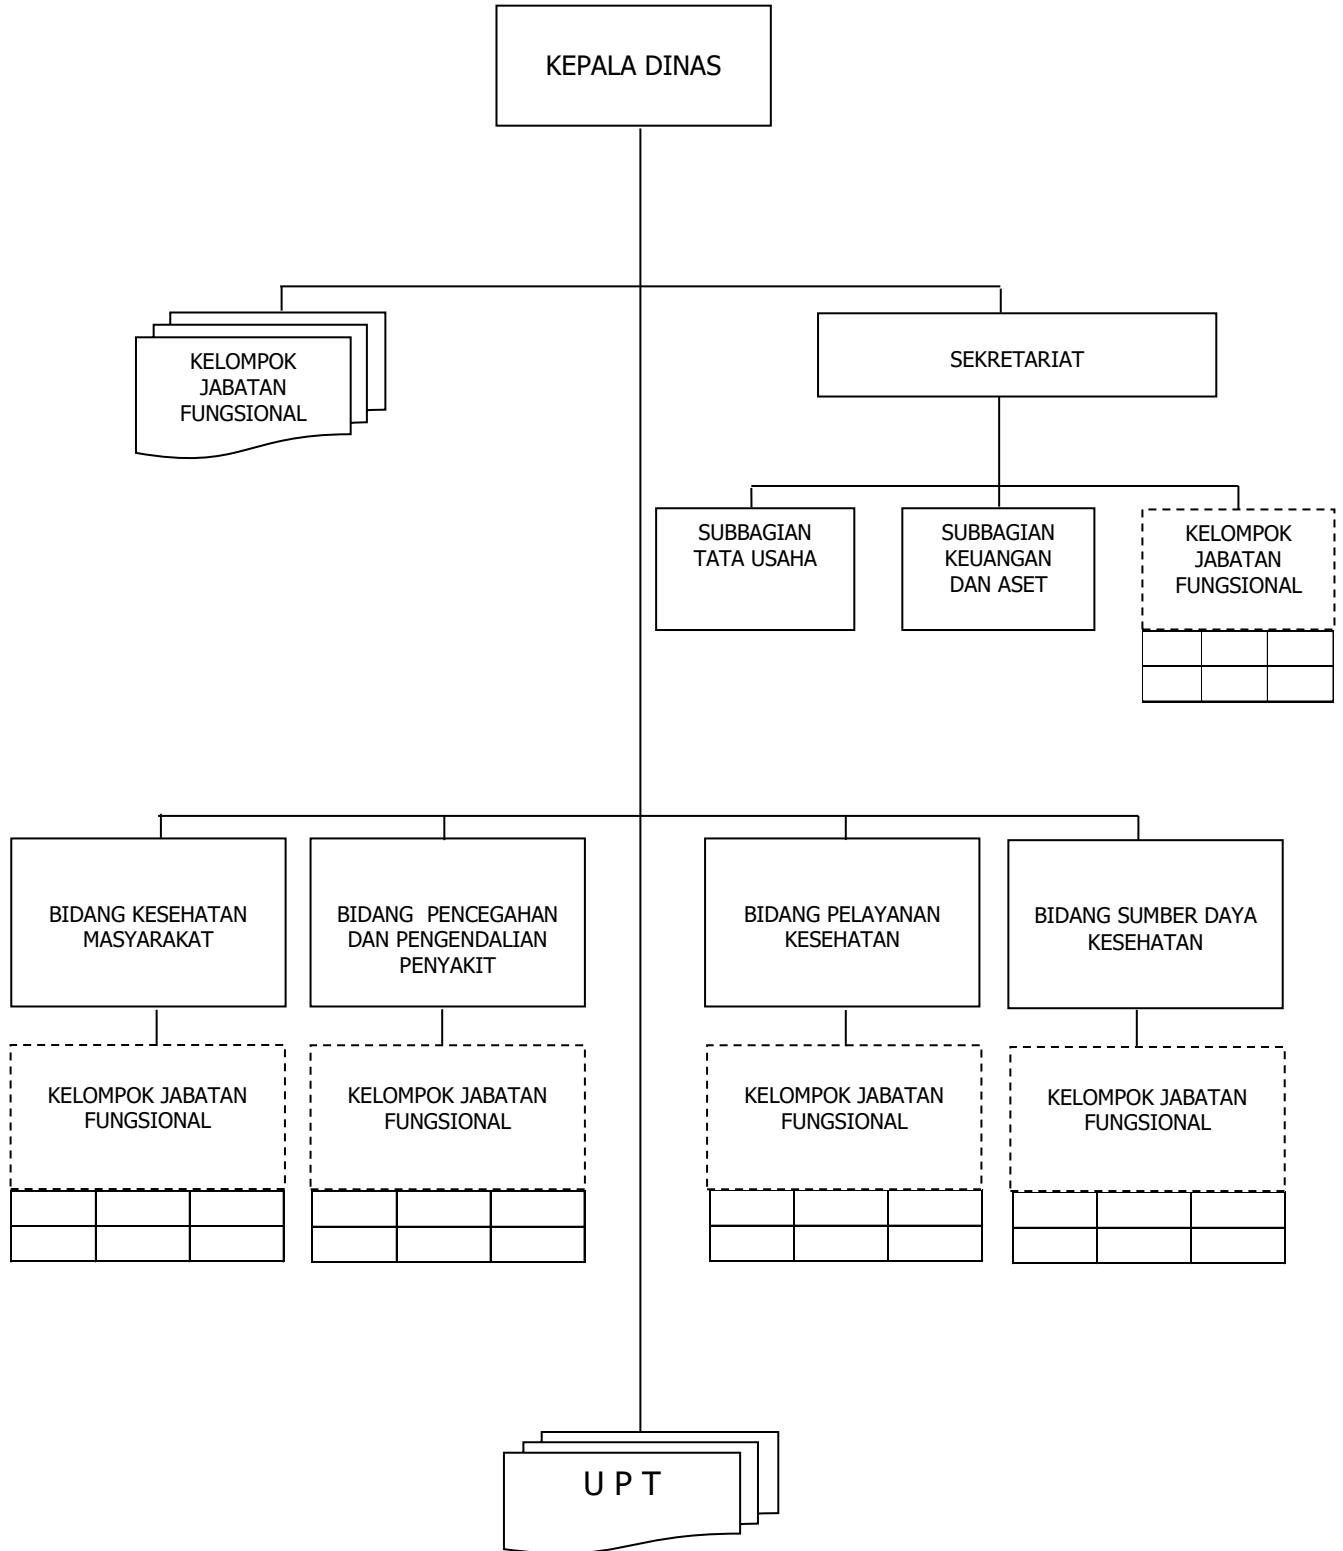 KEPALA DINAS
KELOMPOK
JABATAN
FUNGSIONAL
SEKRETARIAT
SUBBAGIAN
TATA USAHA
SUBBAGIAN
KEUANGAN
DAN ASET
KELOMPOK
JABATAN
FUNGSIONAL
BIDANG KESEHATAN
MASYARAKAT
BIDANG  PENCEGAHAN
DAN PENGENDALIAN
PENYAKIT
BIDANG PELAYANAN
KESEHATAN
BIDANG SUMBER DAYA
KESEHATAN
KELOMPOK JABATAN
FUNGSIONAL
KELOMPOK JABATAN
FUNGSIONAL
KELOMPOK JABATAN
FUNGSIONAL
KELOMPOK JABATAN
FUNGSIONAL
U P T